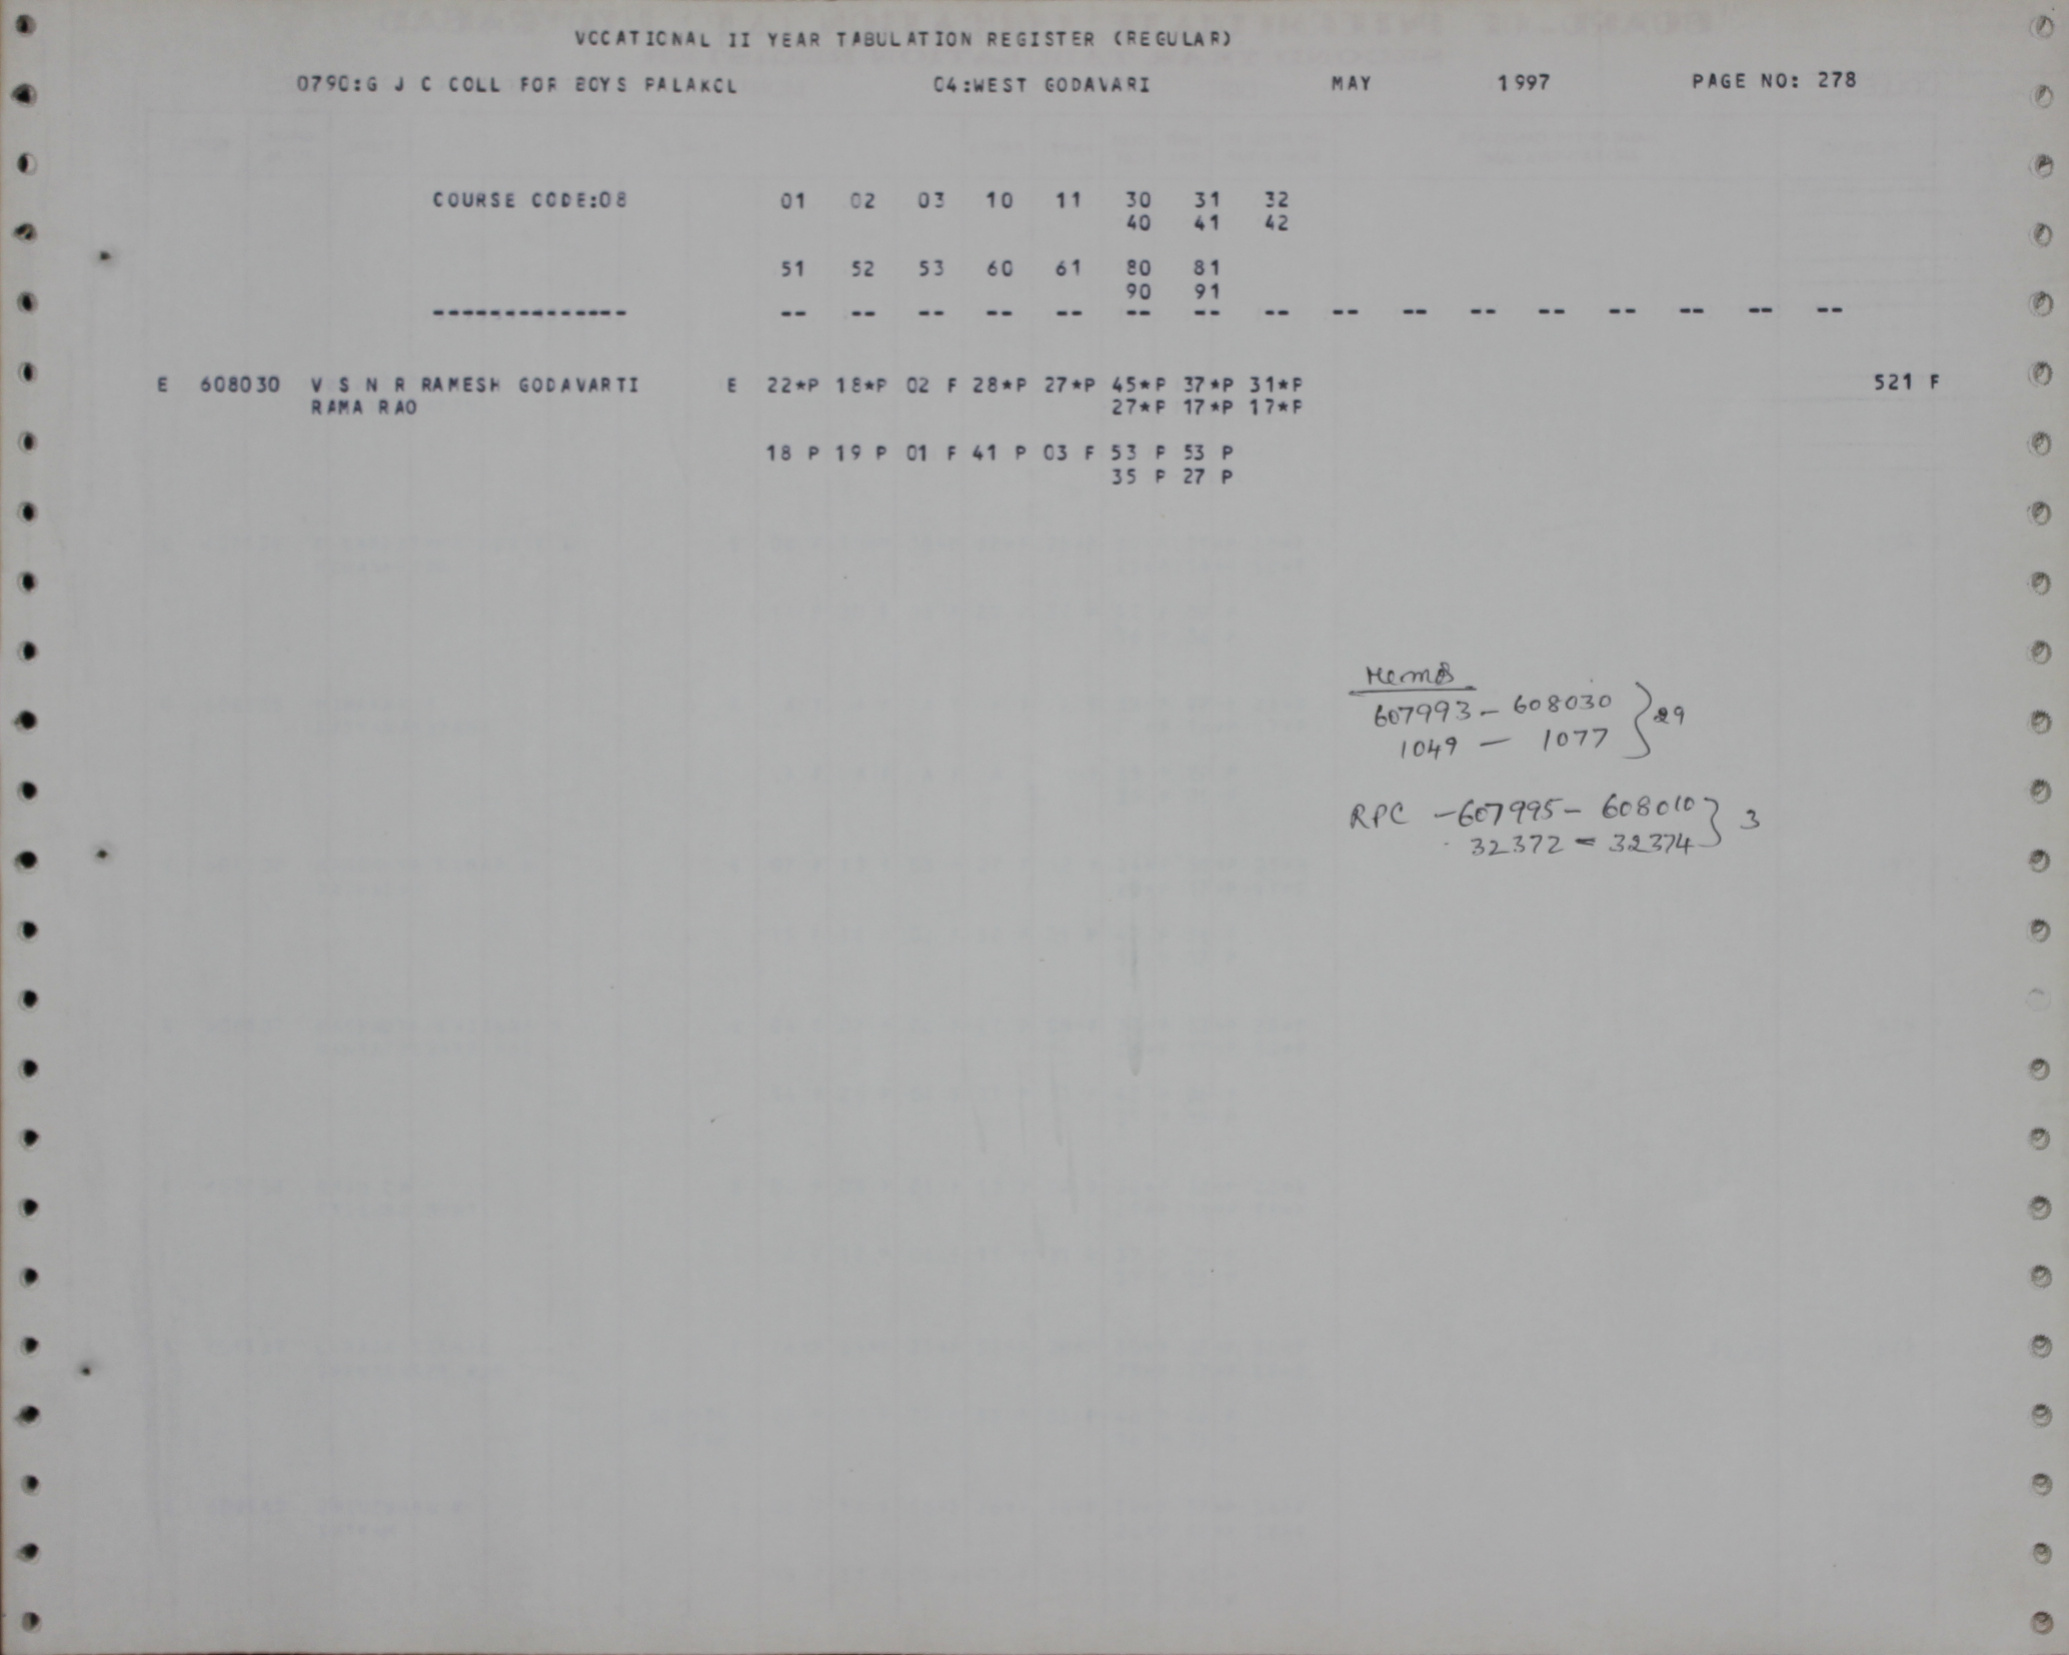 VCCATICNAL II YEAR TABULATION REGISTER (REGULAR)
0790:G J C COLL FOR BOYS PALAKCL C4:WEST GODAVARI MAY 1997 PAGE NO: 278
COURSE CODE:08 01 02 03 10 11 30 31 32
40 41 42
51 52 53 60 61 80 81
90 91
-------------- -- -- -- -- -- -- -- -- -- -- -- -- -- -- -- --
E 608030 V S N R RAMESH GODAVARTI E 22*P 18*P 02 F 28*P 27*P 45*P 37*P 31*P 521 F
RAMA RAO 27*P 17*P 17*P
18 P 19 P 01 F 41 P 03 F 53 P 53 P
35 P 27 P
607993 - 608030 } 29
1049 - 1077
RPC - 607995 - 608010 } 3
32372 - 32374